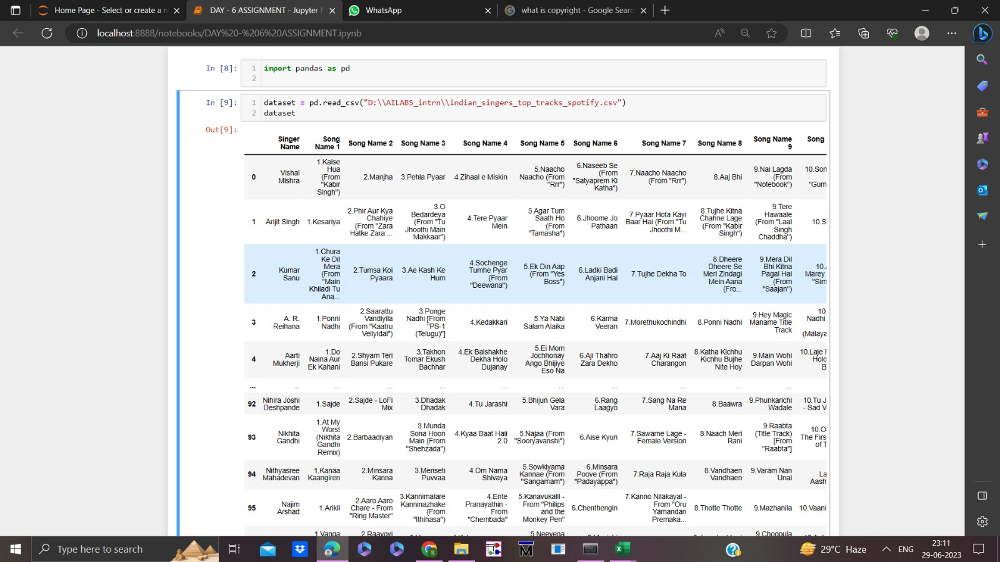 Home Page - Select or create a n
DAY - 6 ASSIGNMENT - Jupyter N
WhatsApp
what is copyright - Google Searc
localhost:8888/notebooks/DAY%20-%206%20ASSIGNMENT.ipynb
In [8]:
1 import pandas as pd
2
In [9]:
1 dataset = pd.read_csv("D:\\AILABS_intrn\\indian_singers_top_tracks_spotify.csv")
2 dataset
Out[9]:
Singer Name Song Name 1 Song Name 2 Song Name 3 Song Name 4 Song Name 5 Song Name 6 Song Name 7 Song Name 8 Song Name 9 Song
0 Vishal Mishra 1.Kaise Hua (From "Kabir Singh") 2.Manjha 3.Pehla Pyaar 4.Zihaal e Miskin 5.Naacho Naacho (From "Rrr") 6.Naseeb Se (From "Satyaprem Ki Katha") 7.Naacho Naacho (From "Rrr") 8.Aaj Bhi 9.Nai Lagda (From "Notebook") 10.Son "Gum
1 Arijit Singh 1.Kesariya 2.Phir Aur Kya Chahiye (From "Zara Hatke Zara ... 3.O Bedardeya (From "Tu Jhoothi Main Makkaar") 4.Tere Pyaar Mein 5.Agar Tum Saath Ho (From "Tamasha") 6.Jhoome Jo Pathaan 7.Pyaar Hota Kayi Baar Hai (From "Tu Jhoothi M... 8.Tujhe Kitna Chahne Lage (From "Kabir Singh") 9.Tere Hawaale (From "Laal Singh Chaddha") 10.S
2 Kumar Sanu 1.Chura Ke Dil Mera (From "Main Khiladi Tu Ana... 2.Tumsa Koi Pyaara 3.Ae Kash Ke Hum 4.Sochenge Tumhe Pyar (From "Deewana") 5.Ek Din Aap (From "Yes Boss") 6.Ladki Badi Anjani Hai 7.Tujhe Dekha To 8.Dheere Dheere Se Meri Zindagi Mein Aana (Fro... 9.Mera Dil Bhi Kitna Pagal Hai (From "Saajan") 10. Marey "Sim
3 A. R. Reihana 1.Ponni Nadhi 2.Saarattu Vandiyila (From "Kaatru Veliyidai") 3.Ponge Nadhi [From "PS-1 (Telugu)"] 4.Kedakkari 5.Ya Nabi Salam Alaika 6.Karma Veeran 7.Morethukochindhi 8.Ponni Nadhi 9.Hey Magic Maname Title Track 10 Nadhi (Malaya
4 Aarti Mukherji 1.Do Naina Aur Ek Kahani 2.Shyam Teri Bansi Pukare 3.Takhon Tomar Ekush Bachhar 4.Ek Baishakhe Dekha Holo Dujanay 5.Ei Mom Jochhonay Ango Bhijiye Eso Na 6.Aji Thahro Zara Dekho 7.Aaj Ki Raat Charangon 8.Katha Kichhu Kichhu Bujhe Nite Hoy 9.Main Wohi Darpan Wohi 10.Laje Holo B
... ... ... ... ... ... ... ... ... ... ...
92 Nihira Joshi Deshpande 1.Sajde 2.Sajde - LoFi Mix 3.Dhadak Dhadak 4.Tu Jarashi 5.Bhijun Gela Vara 6.Rang Laagyo 7.Sang Na Re Mana 8.Baawra 9.Phunkarichi Wadale 10.Tu J - Sad V
93 Nikhita Gandhi 1.At My Worst (Nikhita Gandhi Remix) 2.Barbaadiyan 3.Munda Sona Hoon Main (From "Shehzada") 4.Kyaa Baat Haii 2.0 5.Najaa (From "Sooryavanshi") 6.Aise Kyun 7.Sawarne Lage - Female Version 8.Naach Meri Rani 9.Raabta (Title Track) [From "Raabta"] 10.O The Firs of T
94 Nithyasree Mahadevan 1.Kanaa Kaangiren 2.Minsara Kanna 3.Meriseti Puvvaa 4.Om Nama Shivaya 5.Sowkiyama Kannae (From "Sangamam") 6.Minsara Poove (From "Padayappa") 7.Raja Raja Kula 8.Vandhaen Vandhaen 9.Varam Nan Unai La Aash
95 Najim Arshad 1.Arikil 2.Aaro Aaro Chare - From "Ring Master" 3.Kannimalare Kanninazhake (From "Ithihasa") 4.Ente Pranayathin - From "Chembada" 5.Kanavukalil - From "Philips and the Monkey Pen" 6.Chenthengin 7.Kanno Nilakayal - From "Oru Yamandan Premaka... 8.Thotte Thotte 9.Mazhanila 10.Vaani
1.Vanga 2.Raayoyi 5.Neevena 9.Choopula
Type here to search
29°C Haze
ENG
23:11
29-06-2023